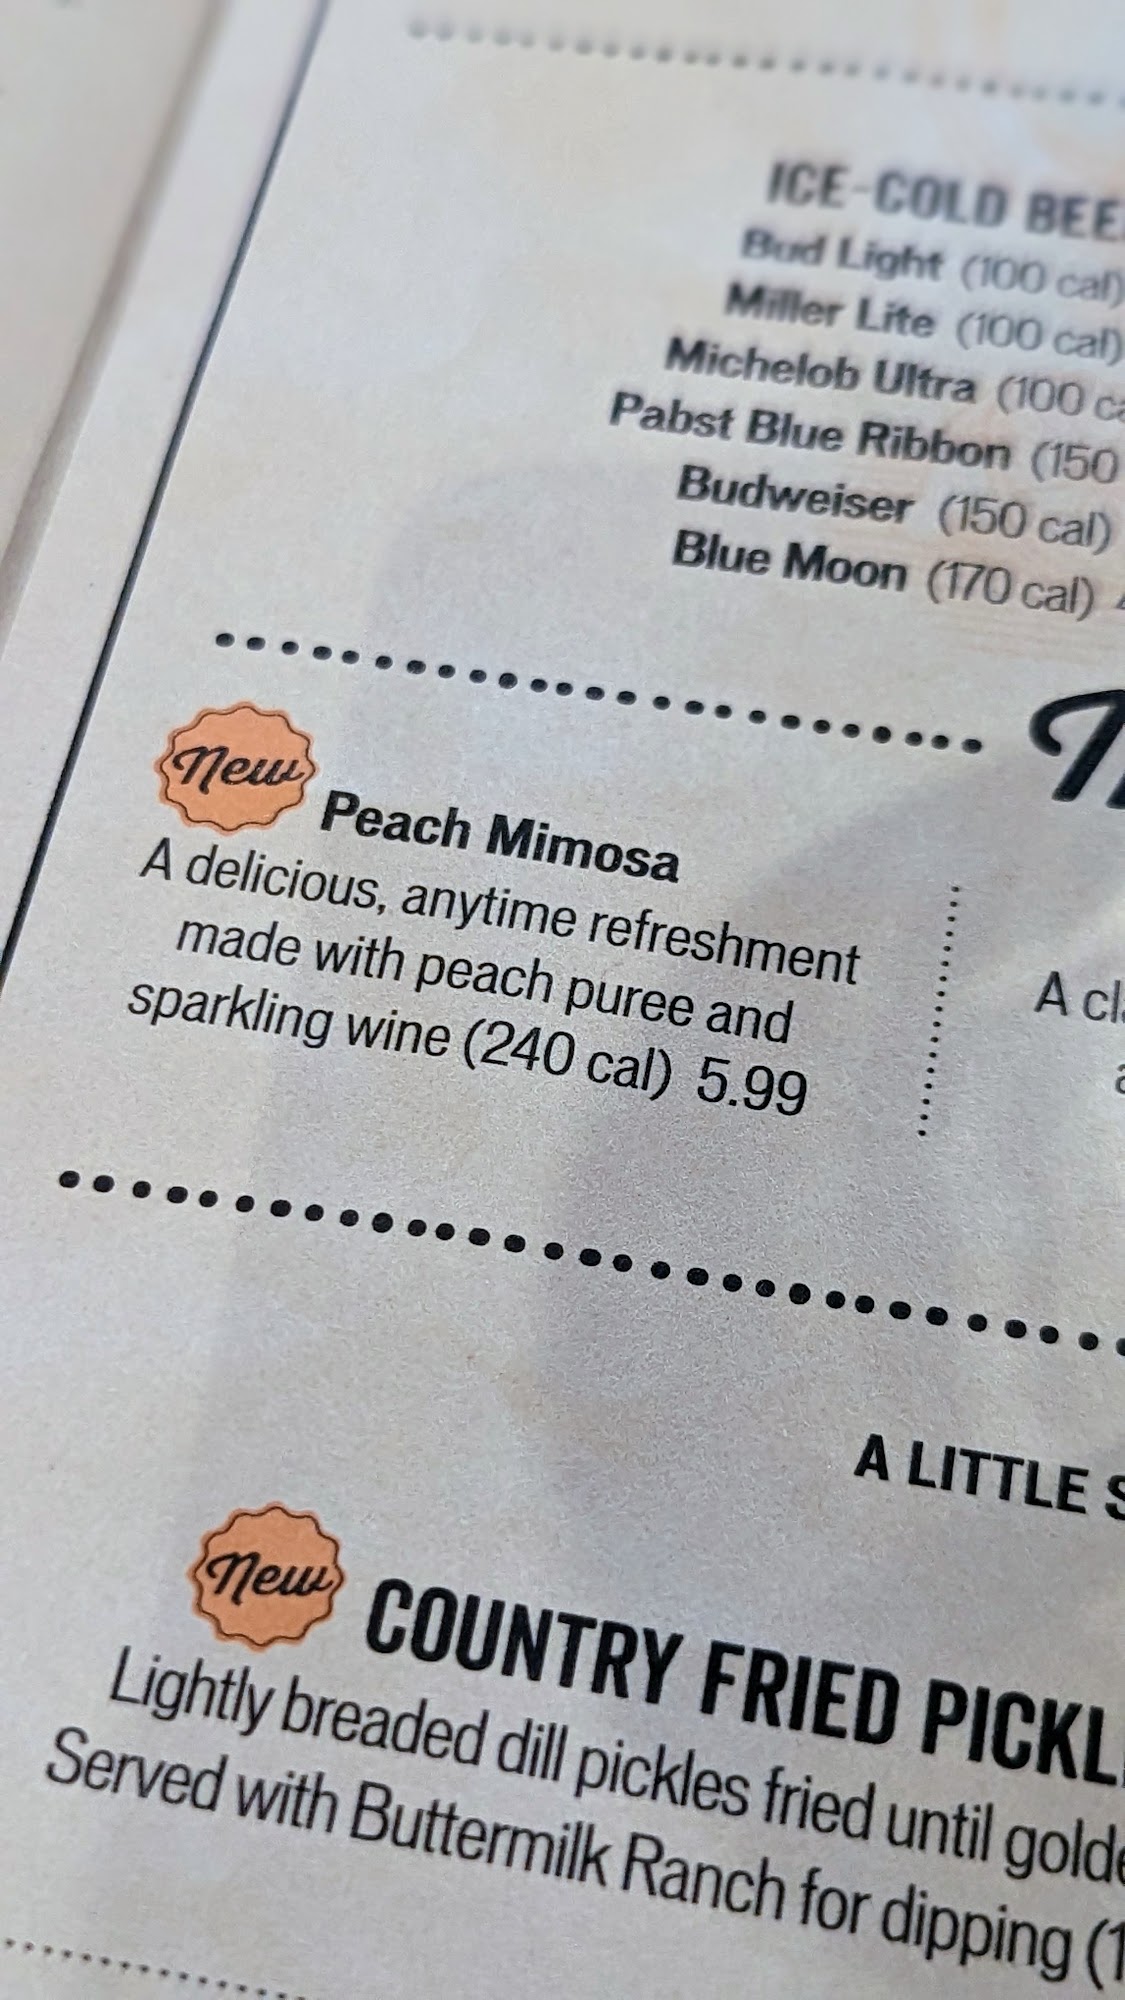 ICE-COLD BEE
Bud Light (100 cal)
Miller Lite (100 cal)
Michelob Ultra (100 ca
Pabst Blue Ribbon (150
Budweiser (150 cal)
Blue Moon (170 cal)
New
Peach Mimosa
A delicious, anytime refreshment
made with peach puree and
sparkling wine (240 cal) 5.99
A cl
a
A LITTLE S
New
COUNTRY FRIED PICKL
Lightly breaded dill pickles fried until golde
Served with Buttermilk Ranch for dipping (1